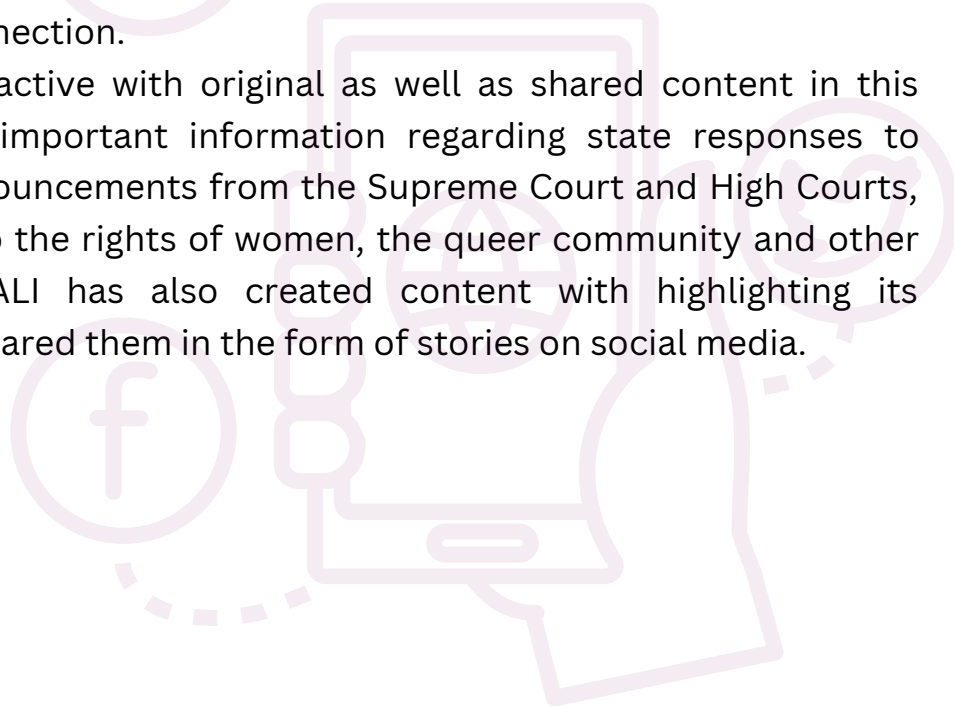 nection.
active with original as well as shared content in this
important information regarding state responses to
ouncements from the Supreme Court and High Courts,
the rights of women, the queer community and other
ALI has also created content with highlighting its
ared them in the form of stories on social media.